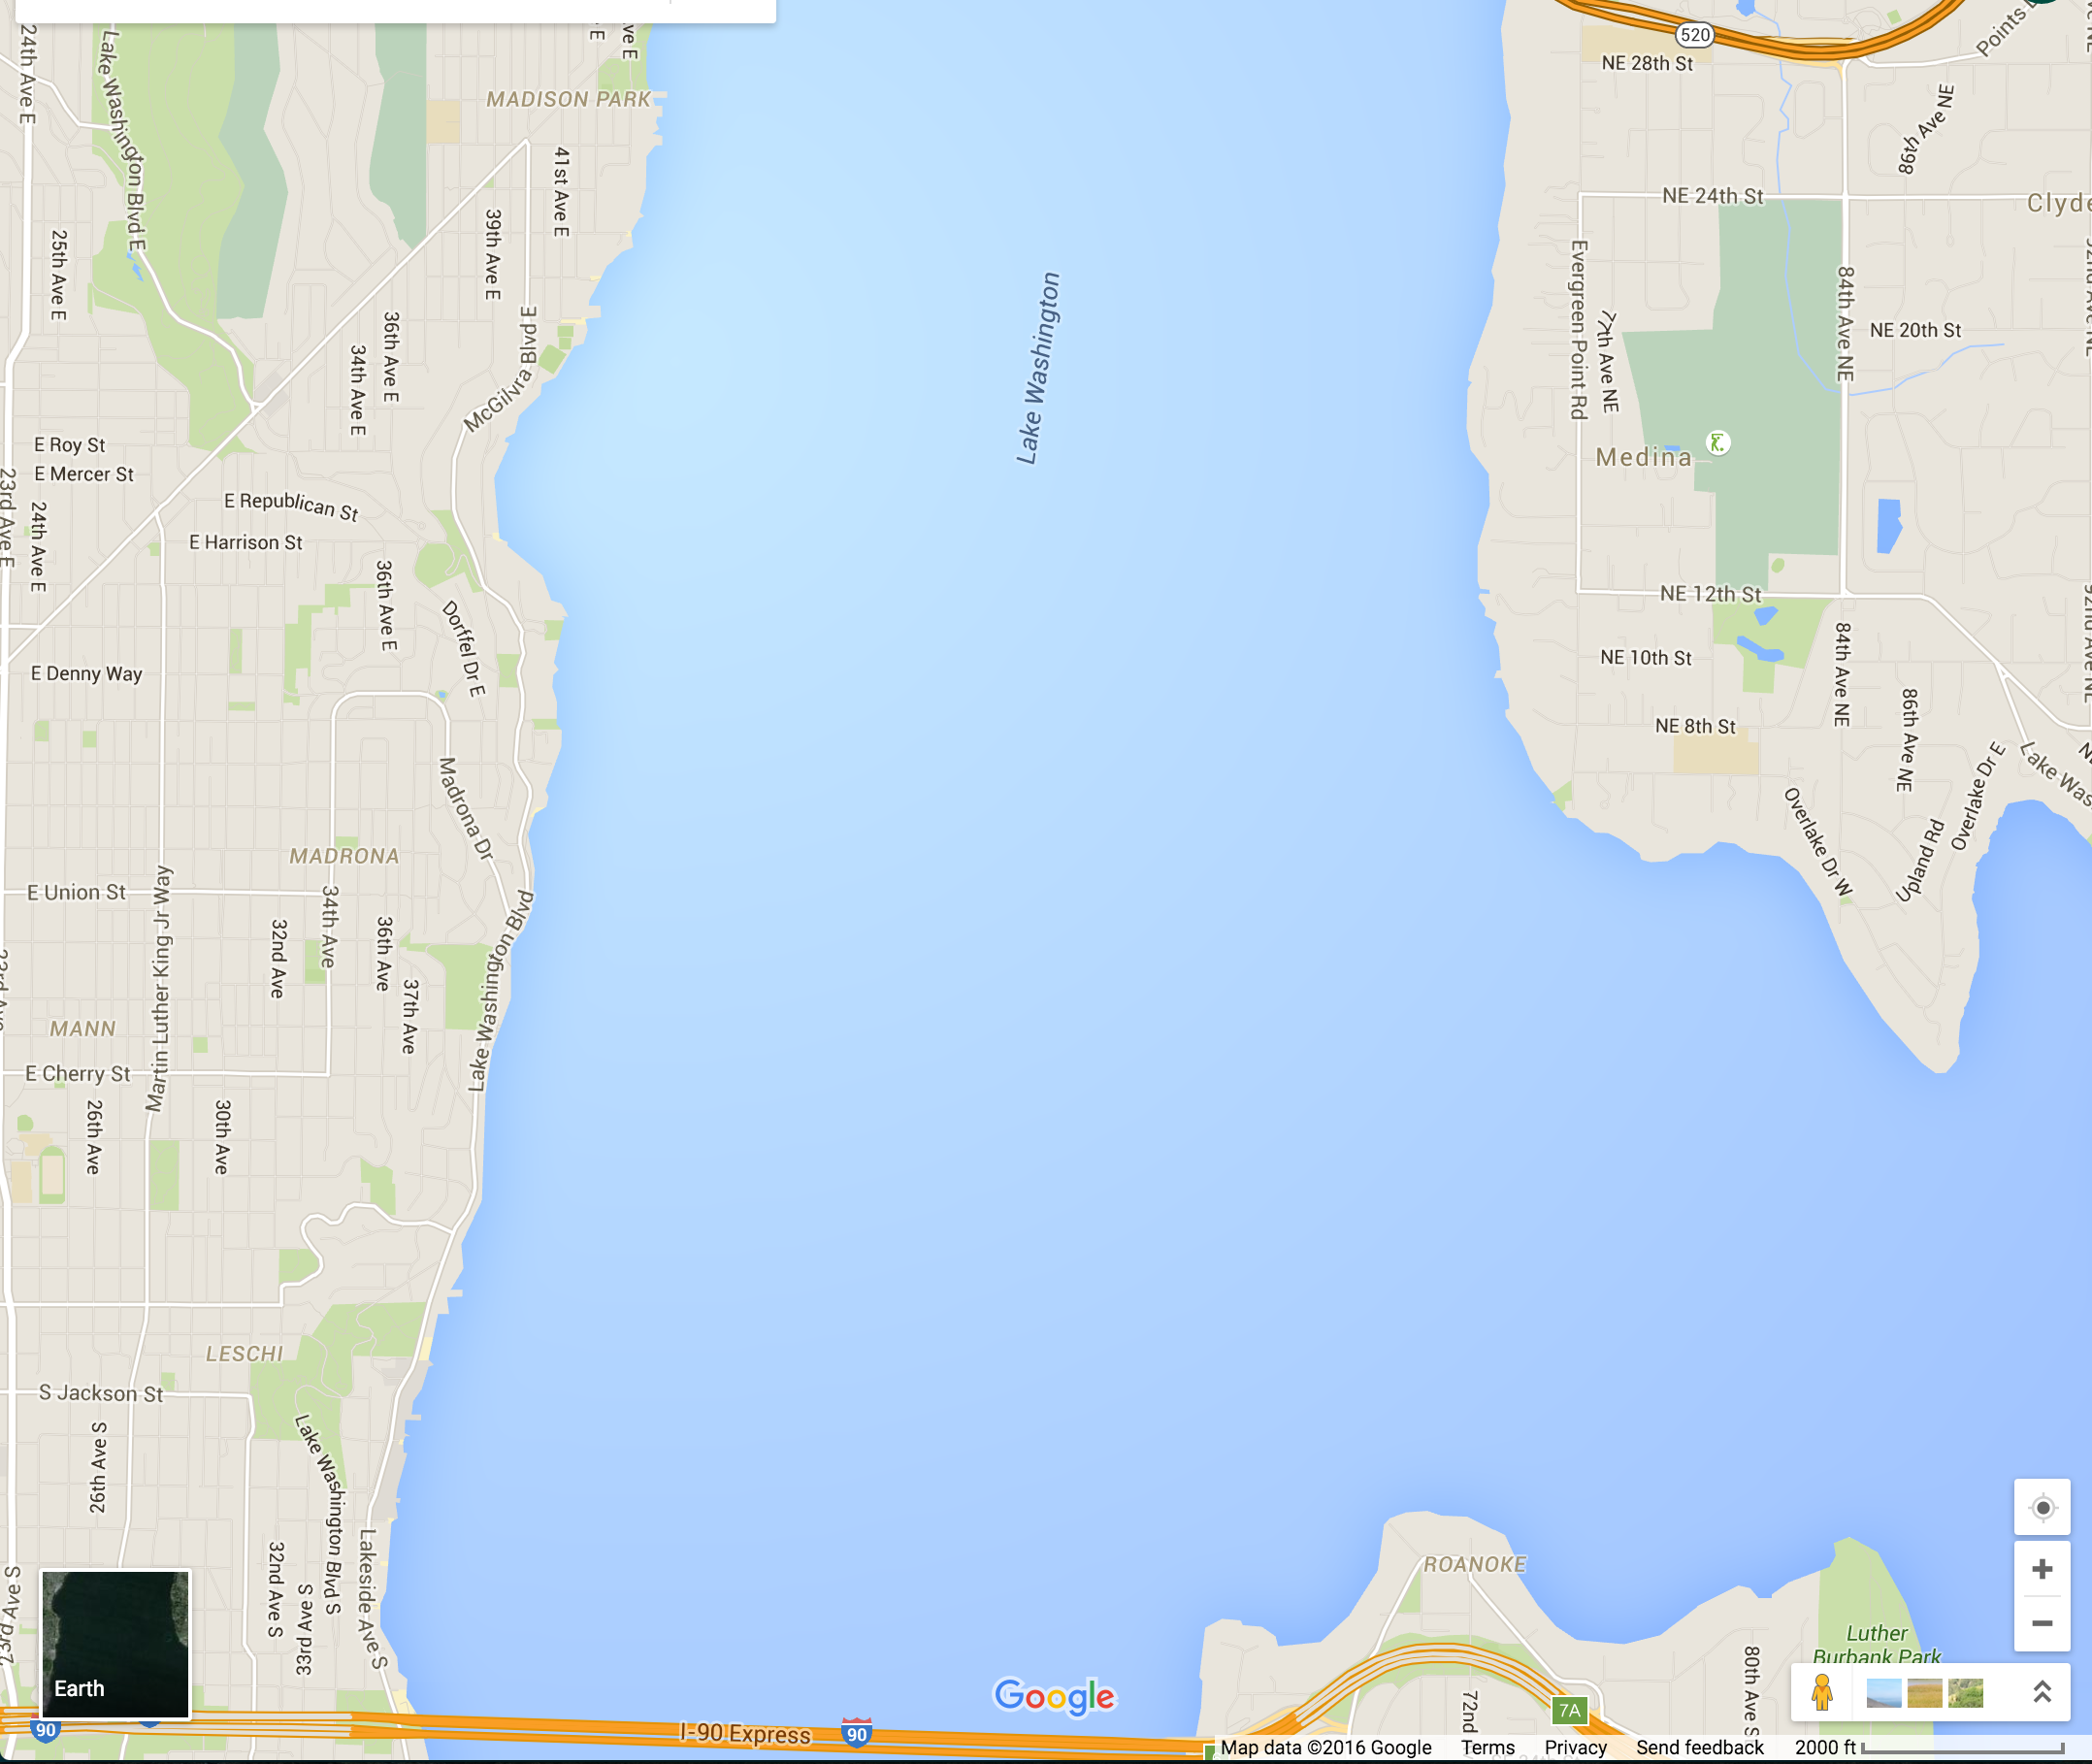 24th Ave E
Lake Washington Blvd E
MADISON PARK
41st Ave E
39th Ave E
25th Ave E
36th Ave E
34th Ave E
McGilvra Blvd E
E Roy St
E Mercer St
23rd Ave E
24th Ave E
E Republican St
E Harrison St
36th Ave E
Dorffel Dr E
E Denny Way
Madrona Dr
MADRONA
E Union St
Martin Luther King Jr Way
34th Ave
32nd Ave
36th Ave
37th Ave
Lake Washington Blvd
MANN
E Cherry St
26th Ave
30th Ave
LESCHI
S Jackson St
26th Ave S
Lake Washington Blvd S
32nd Ave S
33rd Ave S
Lakeside Ave S
23rd Ave S
Earth
90
I-90 Express
90
Google
Lake Washington
520
NE 28th St
Points
86th Ave NE
NE 24th St
Clyde
Evergreen Point Rd
84th Ave NE
NE 20th St
Medina
NE 12th St
NE 10th St
84th Ave NE
92nd Ave NE
NE 8th St
86th Ave NE
Overlake Dr W
Upland Rd
Overlake Dr E
Lake Was
ROANOKE
Luther
Burbank Park
80th Ave S
72nd
7A
Map data ©2016 Google Terms Privacy Send feedback 2000 ft